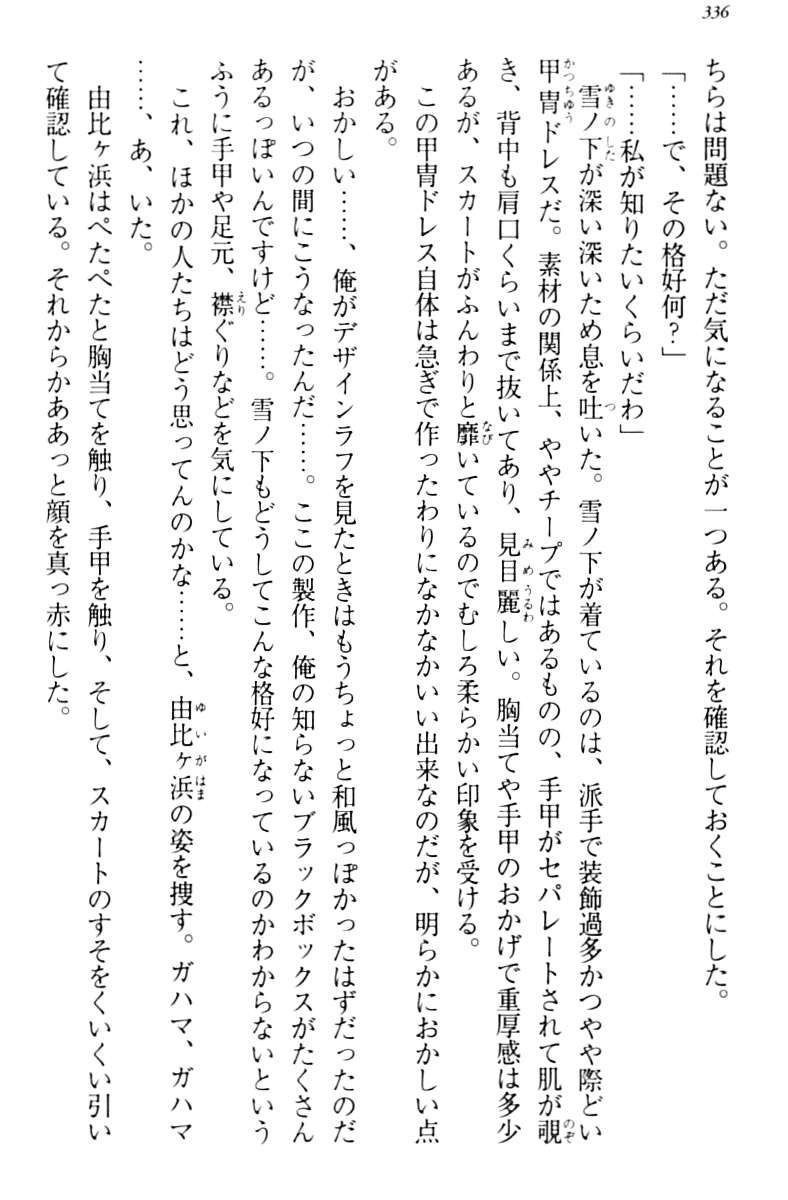 336
ちらは問題ない。ただ気になることが一つある。それを確認しておくことにした。
「……で、その格好何？」
「……私が知りたいくらいだわ」
雪ノ下が深い深いため息を吐いた。雪ノ下が着ているのは、派手で装飾過多かつやや際どい
甲冑ドレスだ。素材の関係上、ややチープではあるものの、手甲がセパレートされて肌が覗
き、背中も肩口くらいまで抜いてあり、見目麗しい。胸当てや手甲のおかげで重厚感は多少
あるが、スカートがふんわりと靡いているのでむしろ柔らかい印象を受ける。
この甲冑ドレス自体は急ぎで作ったわりになかなかいい出来なのだが、明らかにおかしい点
がある。
おかしい……、俺がデザインラフを見たときはもうちょっと和風っぽかったはずだったのだ
が、いつの間にこうなったんだ……。ここの製作、俺の知らないブラックボックスがたくさん
あるっぽいんですけど……。雪ノ下もどうしてこんな格好になっているのかわからないという
ふうに手甲や足元、襟ぐりなどを気にしている。
これ、ほかの人たちはどう思ってんのかな……と、由比ヶ浜の姿を捜す。ガハマ、ガハマ
……、あ、いた。
由比ヶ浜はぺたぺたと胸当てを触り、手甲を触り、そして、スカートのすそをくいくい引い
て確認している。それからかああっと顔を真っ赤にした。